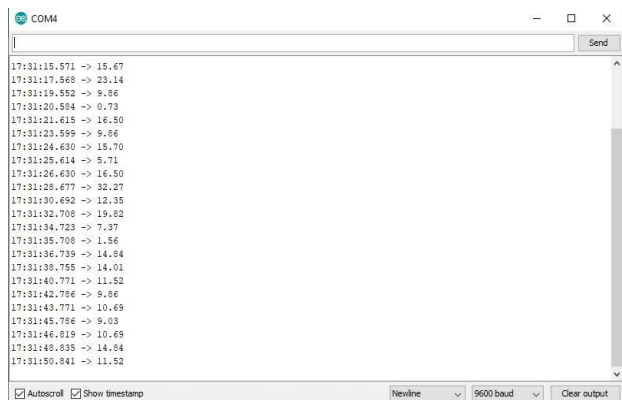 COM4
Send
17:31:15.571 -> 15.67
17:31:17.568 -> 23.14
17:31:19.552 -> 9.86
17:31:20.584 -> 0.73
17:31:21.615 -> 16.50
17:31:23.599 -> 9.86
17:31:24.630 -> 15.70
17:31:25.614 -> 5.71
17:31:26.630 -> 16.50
17:31:28.677 -> 32.27
17:31:30.692 -> 12.35
17:31:32.708 -> 19.82
17:31:34.723 -> 7.37
17:31:35.708 -> 1.56
17:31:36.739 -> 14.84
17:31:38.755 -> 14.01
17:31:40.771 -> 11.52
17:31:42.786 -> 9.86
17:31:43.771 -> 10.69
17:31:45.786 -> 9.03
17:31:46.819 -> 10.69
17:31:48.835 -> 14.84
17:31:50.841 -> 11.52
Autoscroll Show timestamp Newline 9600 baud Clear output